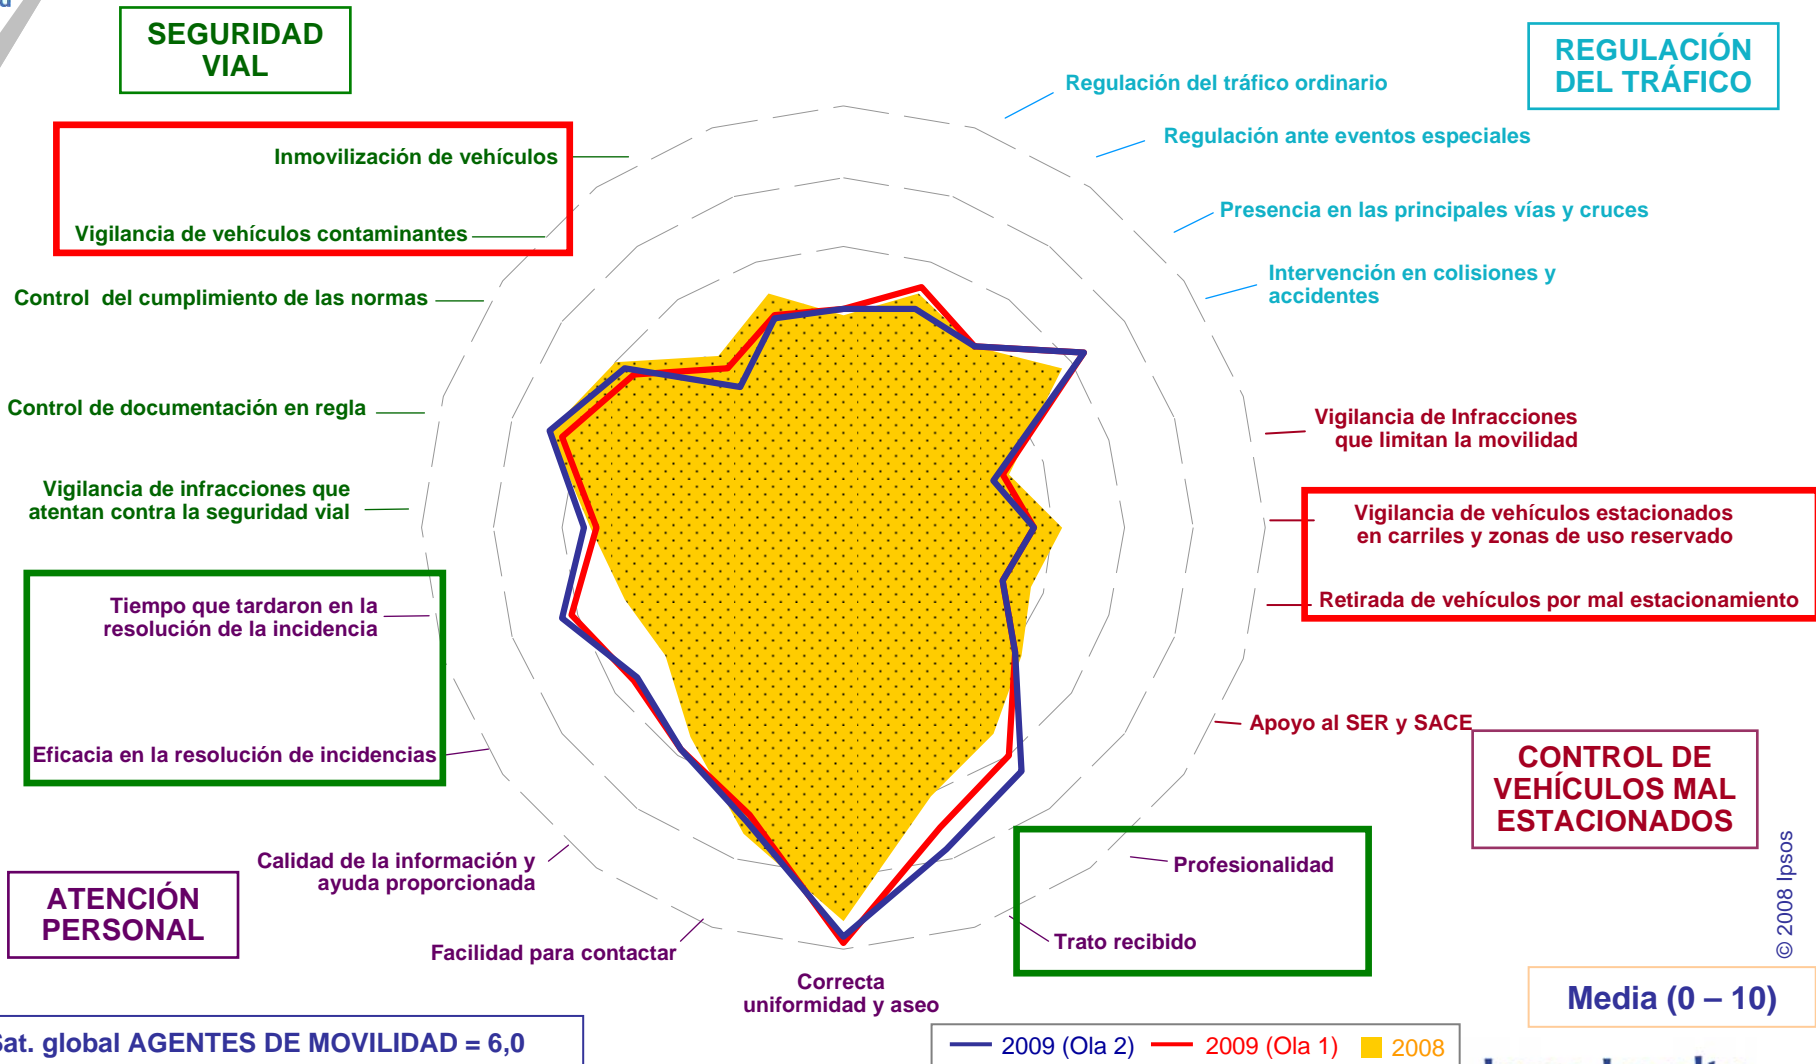 SEGURIDAD
VIAL
REGULACIÓN
DEL TRÁFICO
Regulación del tráfico ordinario
Regulación ante eventos especiales
Presencia en las principales vías y cruces
Intervención en colisiones y
accidentes
Inmovilización de vehículos
Vigilancia de vehículos contaminantes
Control del cumplimiento de las normas
Control de documentación en regla
Vigilancia de infracciones que
atentan contra la seguridad vial
Vigilancia de Infracciones
que limitan la movilidad
Vigilancia de vehículos estacionados
en carriles y zonas de uso reservado
Retirada de vehículos por mal estacionamiento
Apoyo al SER y SACE
CONTROL DE
VEHÍCULOS MAL
ESTACIONADOS
Tiempo que tardaron en la
resolución de la incidencia
Eficacia en la resolución de incidencias
Calidad de la información y
ayuda proporcionada
ATENCIÓN
PERSONAL
Facilidad para contactar
Correcta
uniformidad y aseo
Profesionalidad
Trato recibido
© 2008 Ipsos
Media (0 – 10)
Sat. global AGENTES DE MOVILIDAD = 6,0
2009 (Ola 2)
2009 (Ola 1)
2008